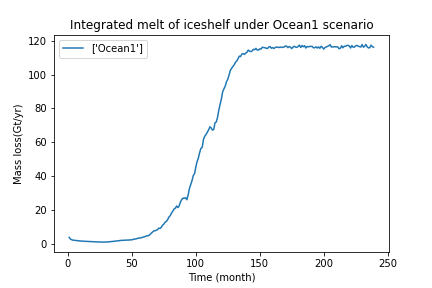 Integrated melt of iceshelf under Ocean1 scenario
['Ocean1']
Mass loss(Gt/yr)
120
100
80
60
40
20
0
0 50 100 150 200 250
Time (month)